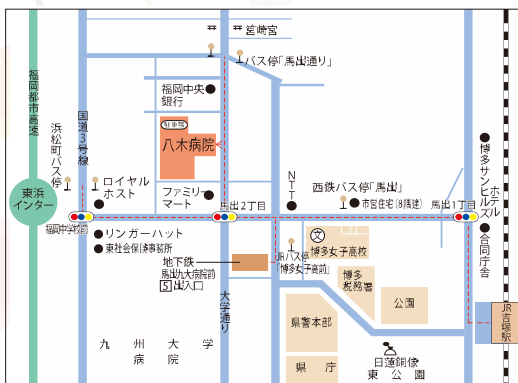 筥崎宮
バス停「馬出通り」
福岡都市高速
国道3号線
浜松町バス停
福岡中央
銀行
駐車場
八木病院
東浜
インター
ロイヤル
ホスト
ファミリー
マート
馬出2丁目
NTT
西鉄バス停「馬出」
市営住宅(8階建)
馬出1丁目
ホテル
博多サンヒルズ
合同庁舎
福岡中学校前
リンガーハット
東社会保険事務所
地下鉄
馬出九大病院前
5出入口
大学通り
JRバス停
「博多女子高前」
文
博多女子高校
博多
税務署
公園
JR吉塚駅
県警本部
県庁
九州大学
病院
日蓮銅像
東公園